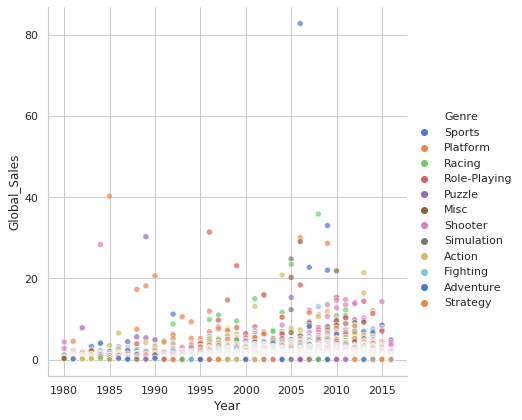 80
60
40
20
0
Global_Sales
1980 1985 1990 1995 2000 2005 2010 2015
Year
Genre
Sports
Platform
Racing
Role-Playing
Puzzle
Misc
Shooter
Simulation
Action
Fighting
Adventure
Strategy